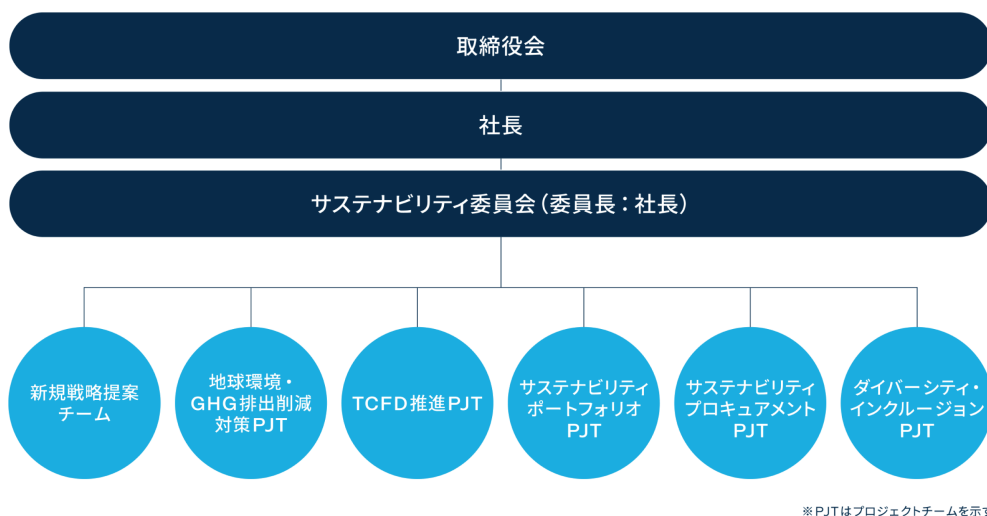 取締役会
社長
サステナビリティ委員会（委員長：社長）
新規戦略提案
チーム
地球環境・
GHG排出削減
対策PJT
TCFD推進PJT
サステナビリティ
ポートフォリオ
PJT
サステナビリティ
プロキュアメント
PJT
ダイバーシティ・
インクルージョン
PJT
※PJTはプロジェクトチームを示す